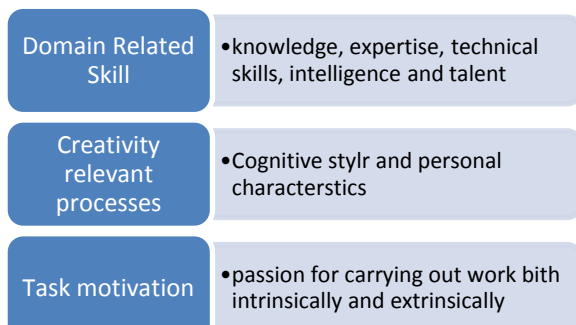 Domain Related
Skill
•knowledge, expertise, technical
skills, intelligence and talent
Creativity
relevant
processes
•Cognitive stylr and personal
characterstics
Task motivation
•passion for carrying out work bith
intrinsically and extrinsically